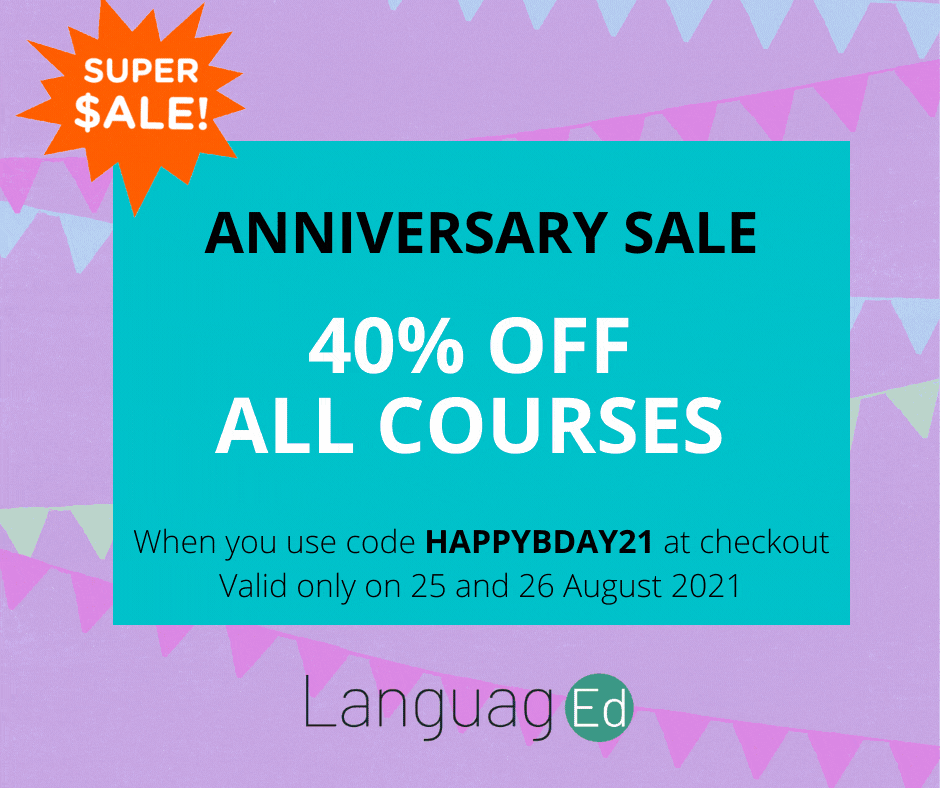 SUPER
$ALE!
ANNIVERSARY SALE
40% OFF
ALL COURSES
When you use code HAPPYBDAY21 at checkout
Valid only on 25 and 26 August 2021
LanguagEd